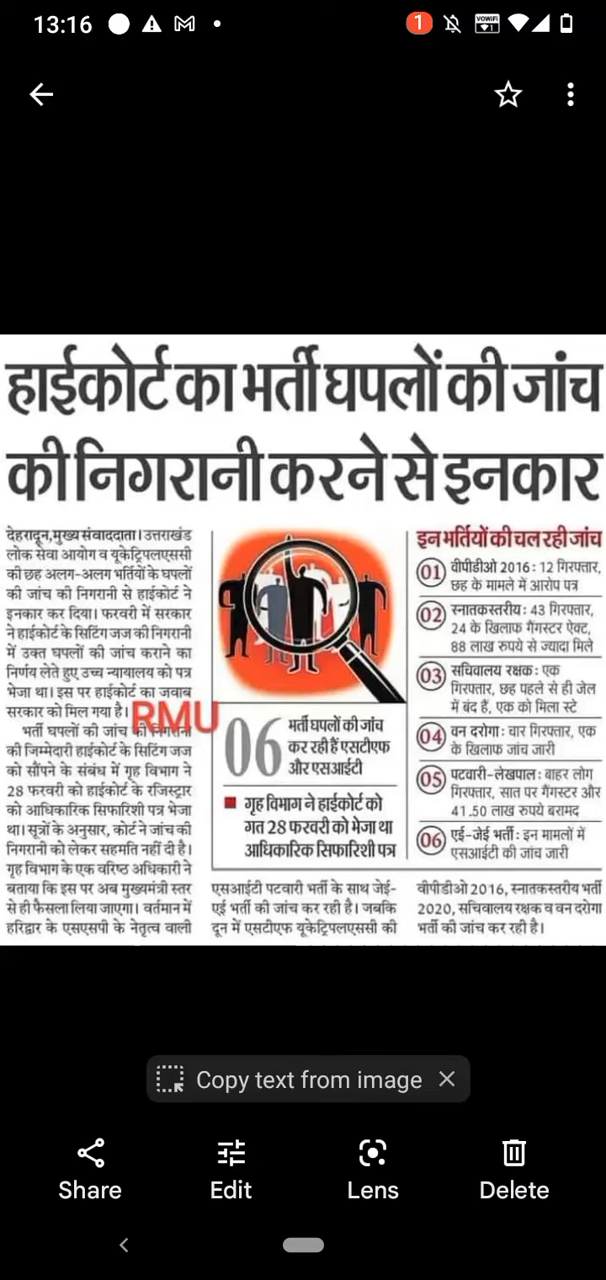 13:16
1
VOWIFI
1
हाईकोर्ट का भर्ती घपलों की जांच
की निगरानी करने से इनकार
देहरादून, मुख्य संवाददाता। उत्तराखंड
लोक सेवा आयोग व यूकेट्रिपलएससी
की छह अलग-अलग भर्तियों के घपलों
की जांच की निगरानी से हाईकोर्ट ने
इनकार कर दिया। फरवरी में सरकार
ने हाईकोर्ट के सिटिंग जज की निगरानी
में उक्त घपलों की जांच कराने का
निर्णय लेते हुए उच्च न्यायालय को पत्र
भेजा था। इस पर हाईकोर्ट का जवाब
सरकार को मिल गया है।
RMU
भर्ती घपलों की जांच की निगरानी
की जिम्मेदारी हाईकोर्ट के सिटिंग जज
को सौंपने के संबंध में गृह विभाग ने
28 फरवरी को हाईकोर्ट के रजिस्ट्रार
को आधिकारिक सिफारिशी पत्र भेजा
था। सूत्रों के अनुसार, कोर्ट ने जांच की
निगरानी को लेकर सहमति नहीं दी है।
गृह विभाग के एक वरिष्ठ अधिकारी ने
बताया कि इस पर अब मुख्यमंत्री स्तर
से ही फैसला लिया जाएगा। वर्तमान में
हरिद्वार के एसएसपी के नेतृत्व वाली
06
भर्ती घपलों की जांच
कर रही हैं एसटीएफ
और एसआईटी
गृह विभाग ने हाईकोर्ट को
गत 28 फरवरी को भेजा था
आधिकारिक सिफारिशी पत्र
एसआईटी पटवारी भर्ती के साथ जेई-
एई भर्ती की जांच कर रही है। जबकि
दून में एसटीएफ यूकेट्रिपलएससी की
इन भर्तियों की चल रही जांच
01 वीपीडीओ 2016: 12 गिरफ्तार,
छह के मामले में आरोप पत्र
02 स्नातकस्तरीय: 43 गिरफ्तार,
24 के खिलाफ गैंगस्टर ऐक्ट,
88 लाख रुपये से ज्यादा मिले
03 सचिवालय रक्षक: एक
गिरफ्तार, छह पहले से ही जेल
में बंद हैं, एक को मिला स्टे
04 वन दरोगा: चार गिरफ्तार, एक
के खिलाफ जांच जारी
05 पटवारी-लेखपाल: बाहर लोग
गिरफ्तार, सात पर गैंगस्टर और
41.50 लाख रुपये बरामद
06 एई-जेई भर्ती: इन मामलों में
एसआईटी की जांच जारी
वीपीडीओ 2016, स्नातकस्तरीय भर्ती
2020, सचिवालय रक्षक व वन दरोगा
भर्ती की जांच कर रही है।
Copy text from image
Share
Edit
Lens
Delete